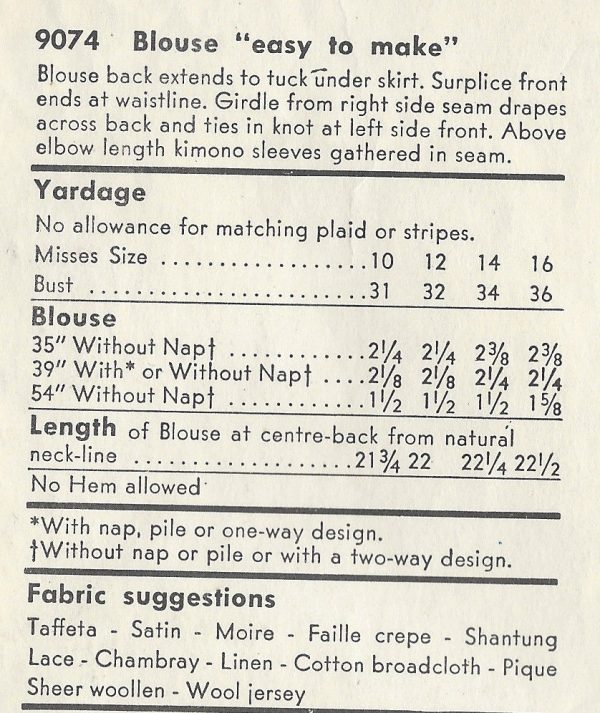 9074 Blouse "easy to make"
Blouse back extends to tuck under skirt. Surplice front
ends at waistline. Girdle from right side seam drapes
across back and ties in knot at left side front. Above
elbow length kimono sleeves gathered in seam.
Yardage
No allowance for matching plaid or stripes.
Misses Size ..................10 12 14 16
Bust ........................31 32 34 36
Blouse
35" Without Nap† ............2¼ 2¼ 2⅜ 2⅜
39" With* or Without Nap† ....2⅛ 2⅛ 2¼ 2¼
54" Without Nap† ............1½ 1½ 1½ 1⅝
Length of Blouse at centre-back from natural
neck-line ...................21¾ 22 22¼ 22½
No Hem allowed
*With nap, pile or one-way design.
†Without nap or pile or with a two-way design.
Fabric suggestions
Taffeta - Satin - Moire - Faille crepe - Shantung
Lace - Chambray - Linen - Cotton broadcloth - Pique
Sheer woollen - Wool jersey